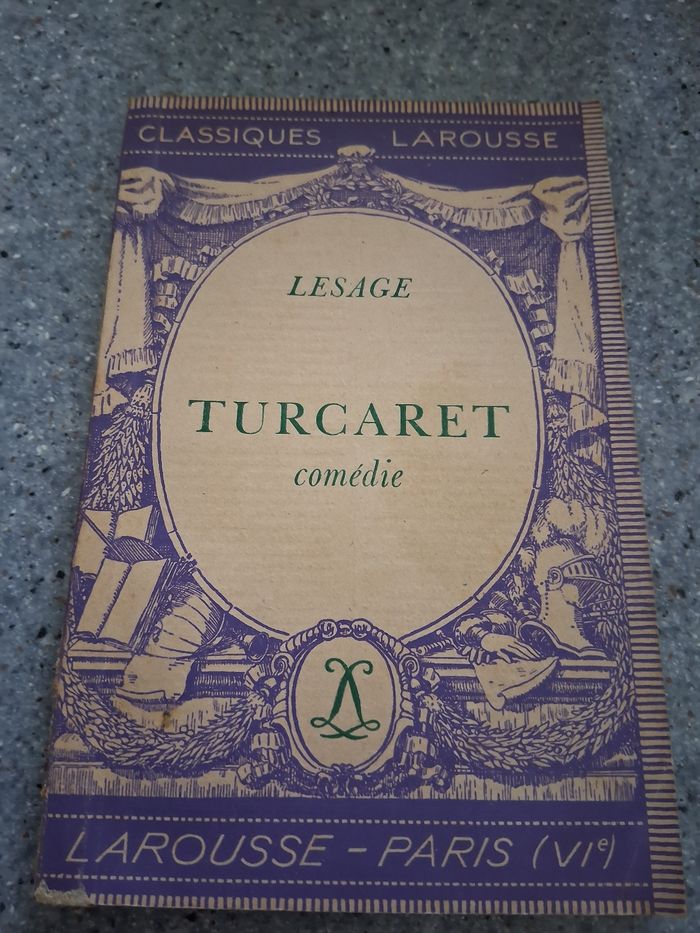 CLASSIQUES LAROUSSE
LESAGE
TURCARET
comédie
LAROUSSE - PARIS (VIe)